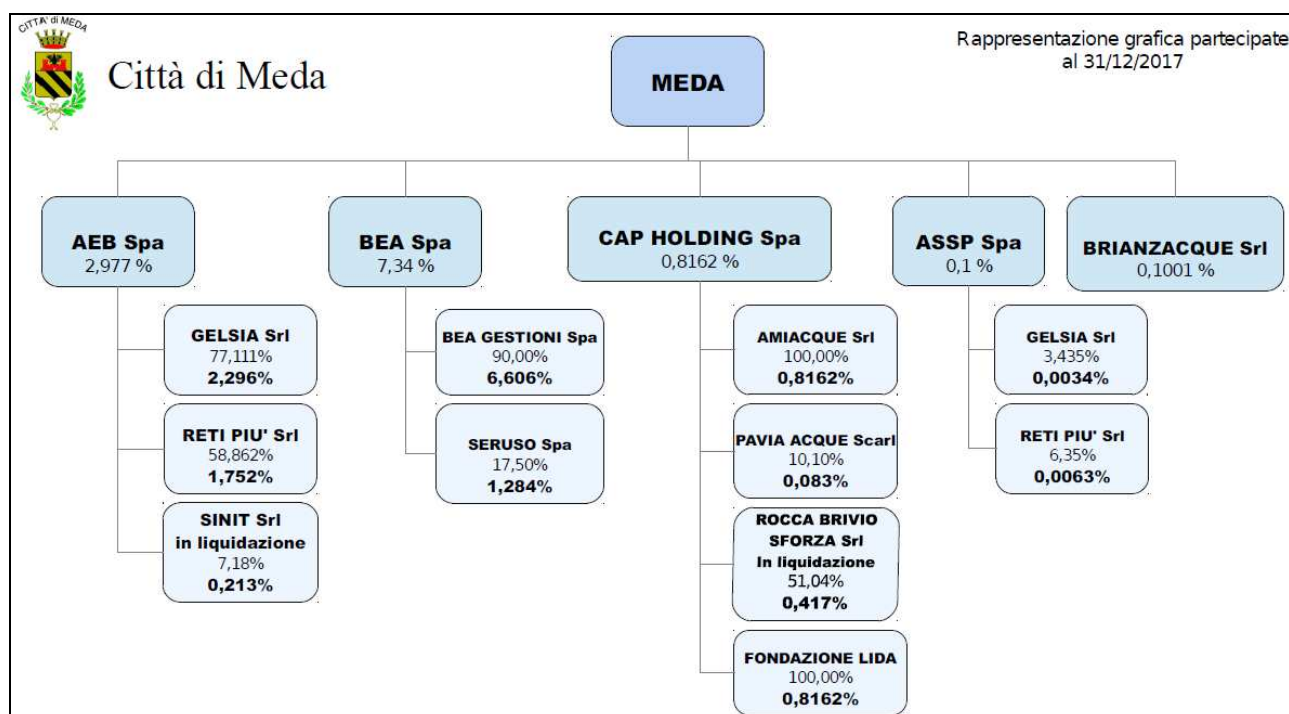 CITTA' di MEDA
Città di Meda
Rappresentazione grafica partecipate
al 31/12/2017
MEDA
AEB Spa
2,977 %
BEA Spa
7,34 %
CAP HOLDING Spa
0,8162 %
ASSP Spa
0,1 %
BRIANZACQUE Srl
0,1001 %
GELSIA Srl
77,111%
2,296%
RETI PIU' Srl
58,862%
1,752%
SINIT Srl
in liquidazione
7,18%
0,213%
BEA GESTIONI Spa
90,00%
6,606%
SERUSO Spa
17,50%
1,284%
AMIACQUE Srl
100,00%
0,8162%
PAVIA ACQUE Scarl
10,10%
0,083%
ROCCA BRIVIO
SFORZA Srl
In liquidazione
51,04%
0,417%
FONDAZIONE LIDA
100,00%
0,8162%
GELSIA Srl
3,435%
0,0034%
RETI PIU' Srl
6,35%
0,0063%